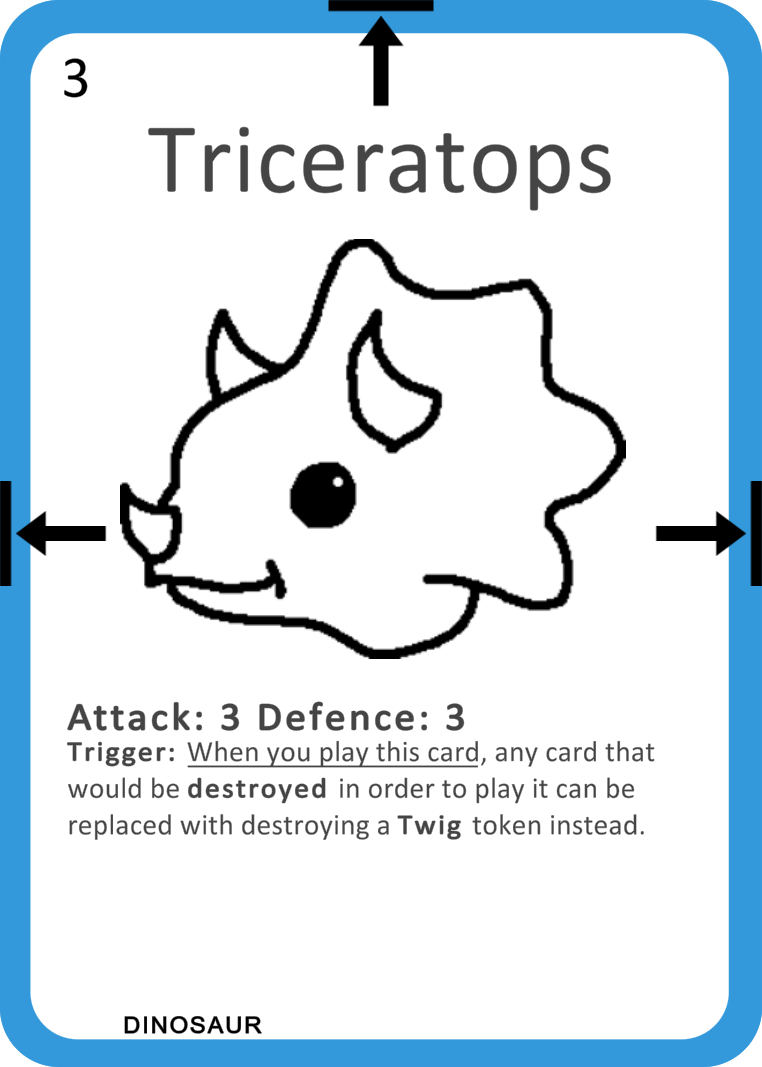 3
Triceratops
Attack: 3 Defence: 3
Trigger: When you play this card, any card that
would be destroyed in order to play it can be
replaced with destroying a Twig token instead.
DINOSAUR